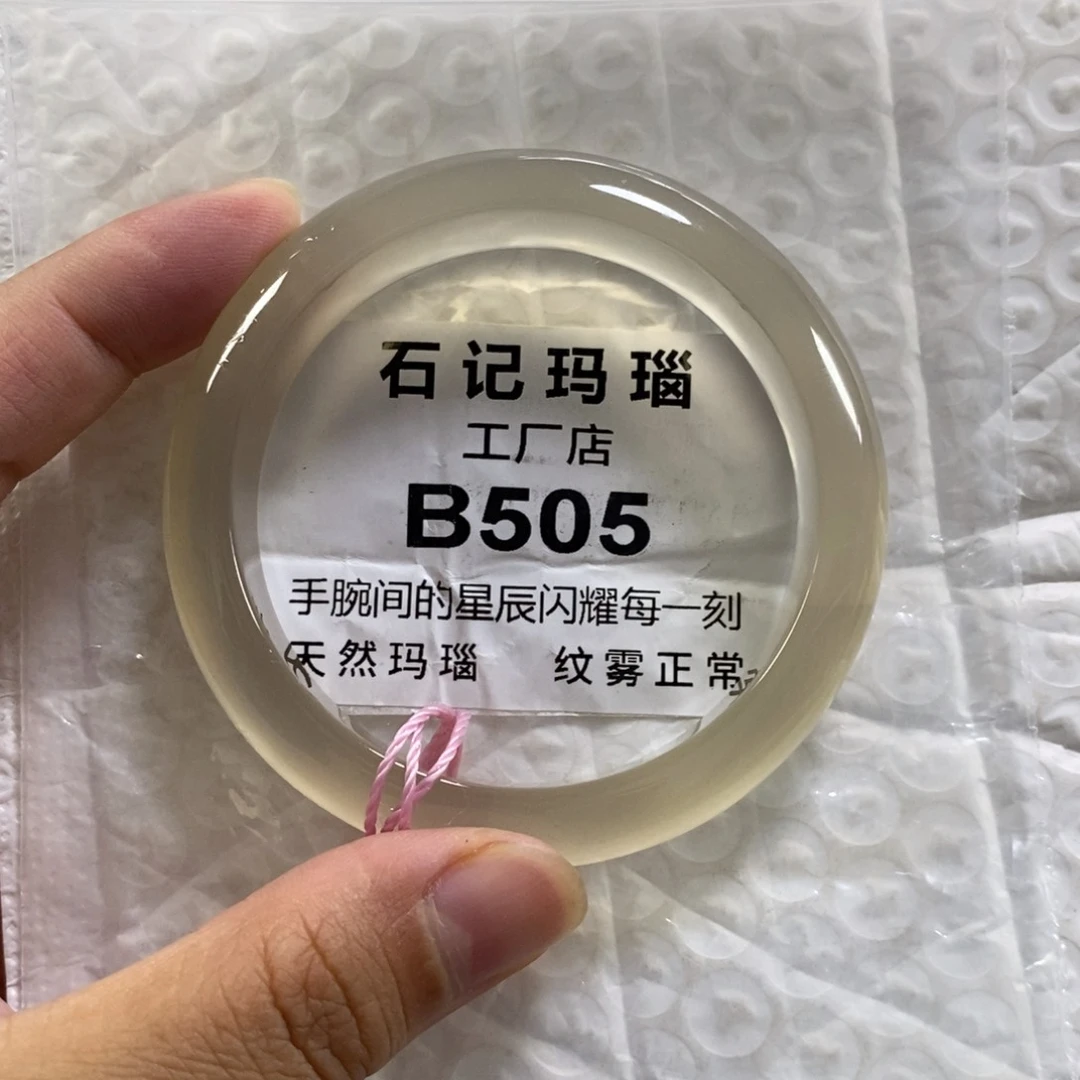 石记玛瑙
工厂店
B505
手腕间的星辰闪耀每一刻
天然玛瑙 纹雾正常